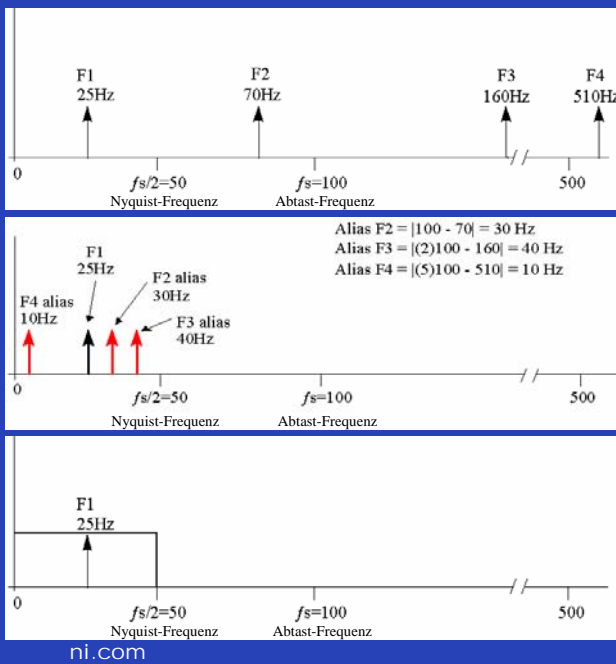 F1
25Hz
F2
70Hz
F3
160Hz
F4
510Hz
0
fs/2=50
fs=100
500
Nyquist-Frequenz
Abtast-Frequenz
Alias F2 = |100 - 70| = 30 Hz
Alias F3 = |(2)100 - 160| = 40 Hz
Alias F4 = |(5)100 - 510| = 10 Hz
F1
25Hz
F2 alias
30Hz
F4 alias
10Hz
F3 alias
40Hz
0
fs/2=50
fs=100
500
Nyquist-Frequenz
Abtast-Frequenz
F1
25Hz
0
fs/2=50
fs=100
500
Nyquist-Frequenz
Abtast-Frequenz
ni.com